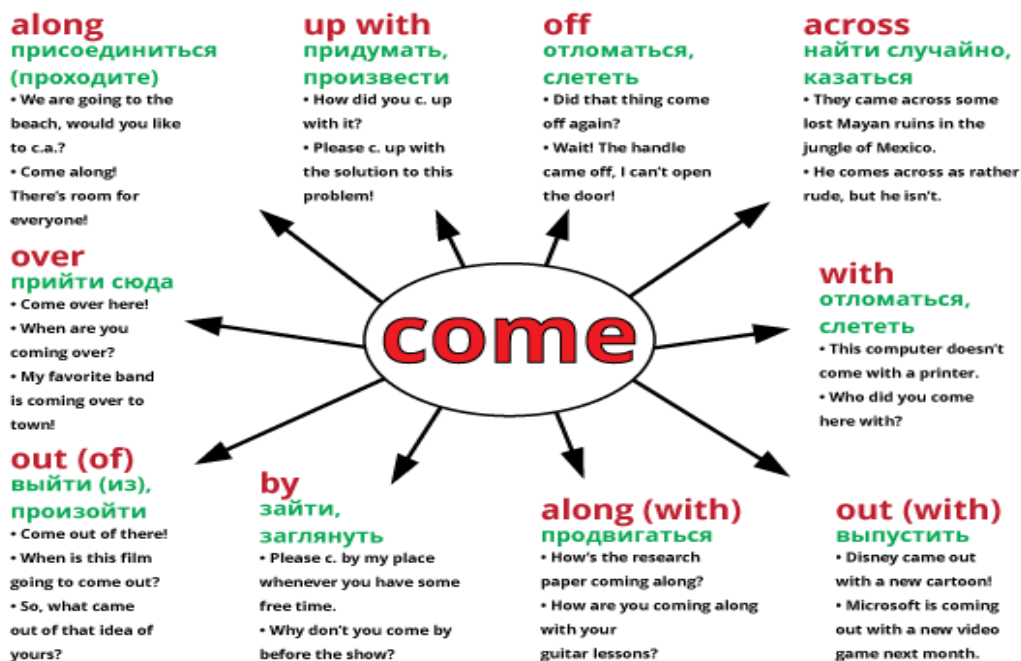 along
присоединиться
(проходите)
• We are going to the
beach, would you like
to c.a.?
• Come along!
There's room for
everyone!
up with
придумать,
произвести
• How did you c. up
with it?
• Please c. up with
the solution to this
problem!
off
отломаться,
слететь
• Did that thing come
off again?
• Wait! The handle
came off, I can't open
the door!
across
найти случайно,
казаться
• They came across some
lost Mayan ruins in the
jungle of Mexico.
• He comes across as rather
rude, but he isn't.
over
прийти сюда
• Come over here!
• When are you
coming over?
• My favorite band
is coming over to
town!
come
with
отломаться,
слететь
• This computer doesn't
come with a printer.
• Who did you come
here with?
out (of)
выйти (из),
произойти
• Come out of there!
• When is this film
going to come out?
• So, what came
out of that idea of
yours?
by
зайти,
заглянуть
• Please c. by my place
whenever you have some
free time.
• Why don't you come by
before the show?
along (with)
продвигаться
• How's the research
paper coming along?
• How are you coming along
with your
guitar lessons?
out (with)
выпустить
• Disney came out
with a new cartoon!
• Microsoft is coming
out with a new video
game next month.